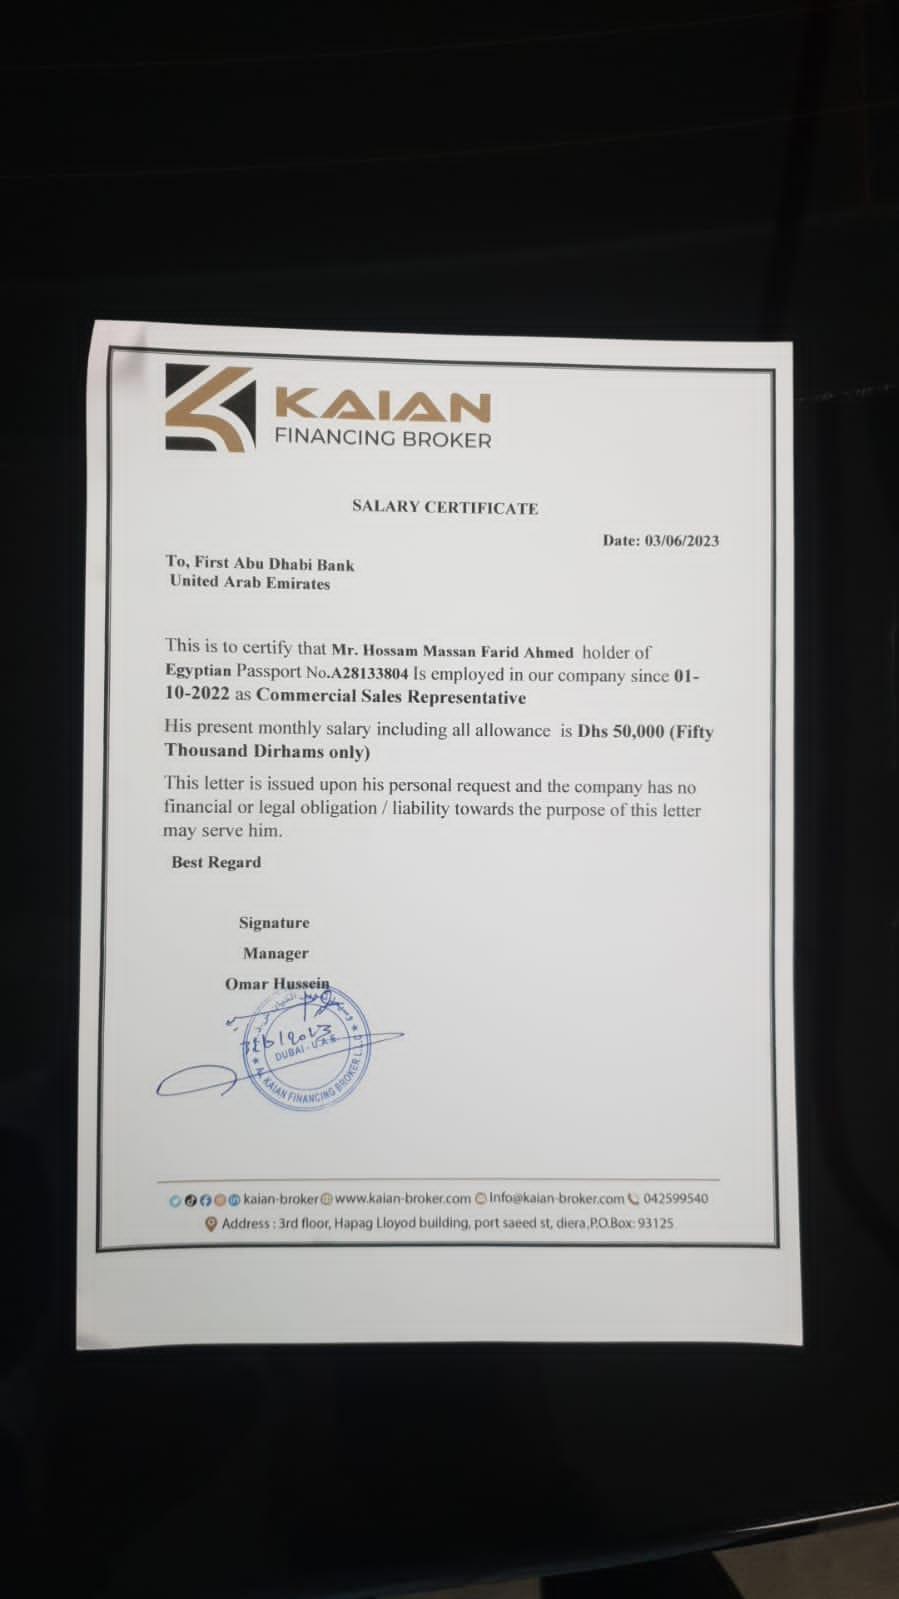 KAIAN
FINANCING BROKER
SALARY CERTIFICATE
Date: 03/06/2023
To, First Abu Dhabi Bank
United Arab Emirates
This is to certify that Mr. Hossam Massan Farid Ahmed holder of
Egyptian Passport No.A28133804 Is employed in our company since 01-
10-2022 as Commercial Sales Representative
His present monthly salary including all allowance is Dhs 50,000 (Fifty
Thousand Dirhams only)
This letter is issued upon his personal request and the company has no
financial or legal obligation / liability towards the purpose of this letter
may serve him.
Best Regard
Signature
Manager
Omar Hussein
DUBAI - U.A.E.
KAIAN FINANCING BROKER L.L.C
kaian-broker www.kaian-broker.com Info@kaian-broker.com 042599540
Address : 3rd floor, Hapag Lloyod building, port saeed st, diera,P.O.Box: 93125